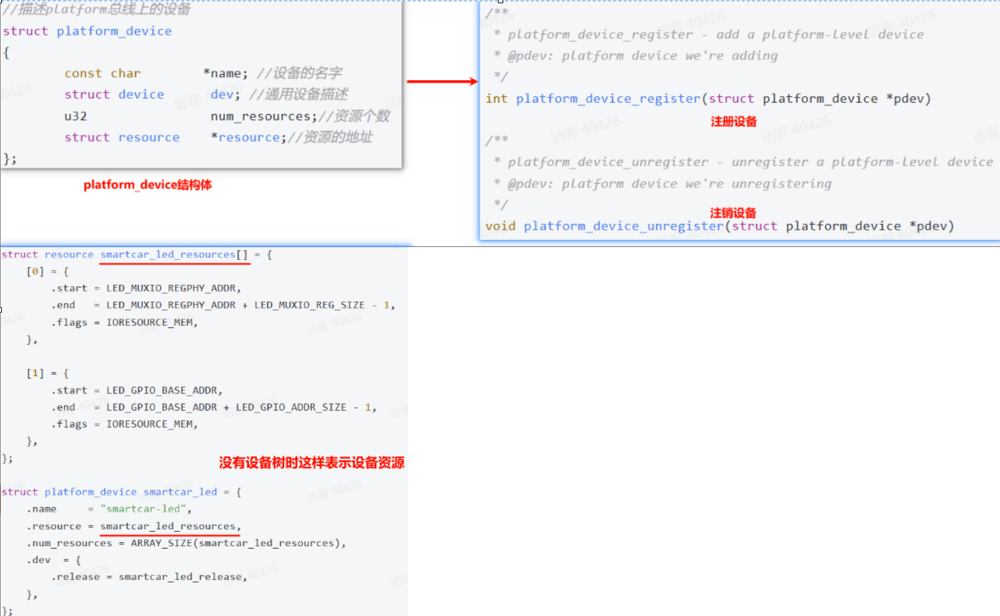 //描述platform总线上的设备
struct platform_device
{
const char *name; //设备的名字
struct device dev; //通用设备描述
u32 num_resources;//资源个数
struct resource *resource;//资源的地址
};
platform_device结构体
/**
* platform_device_register - add a platform-level device
* @pdev: platform device we're adding
*/
int platform_device_register(struct platform_device *pdev)
注册设备
/**
* platform_device_unregister - unregister a platform-level device
* @pdev: platform device we're unregistering
*/
注销设备
void platform_device_unregister(struct platform_device *pdev)
struct resource smartcar_led_resources[] = {
[0] = {
.start = LED_MUXIO_REGPHY_ADDR,
.end = LED_MUXIO_REGPHY_ADDR + LED_MUXIO_REG_SIZE - 1,
.flags = IORESOURCE_MEM,
},
[1] = {
.start = LED_GPIO_BASE_ADDR,
.end = LED_GPIO_BASE_ADDR + LED_GPIO_ADDR_SIZE - 1,
.flags = IORESOURCE_MEM,
},
};
没有设备树时这样表示设备资源
struct platform_device smartcar_led = {
.name = "smartcar-led",
.resource = smartcar_led_resources,
.num_resources = ARRAY_SIZE(smartcar_led_resources),
.dev = {
.release = smartcar_led_release,
},
};